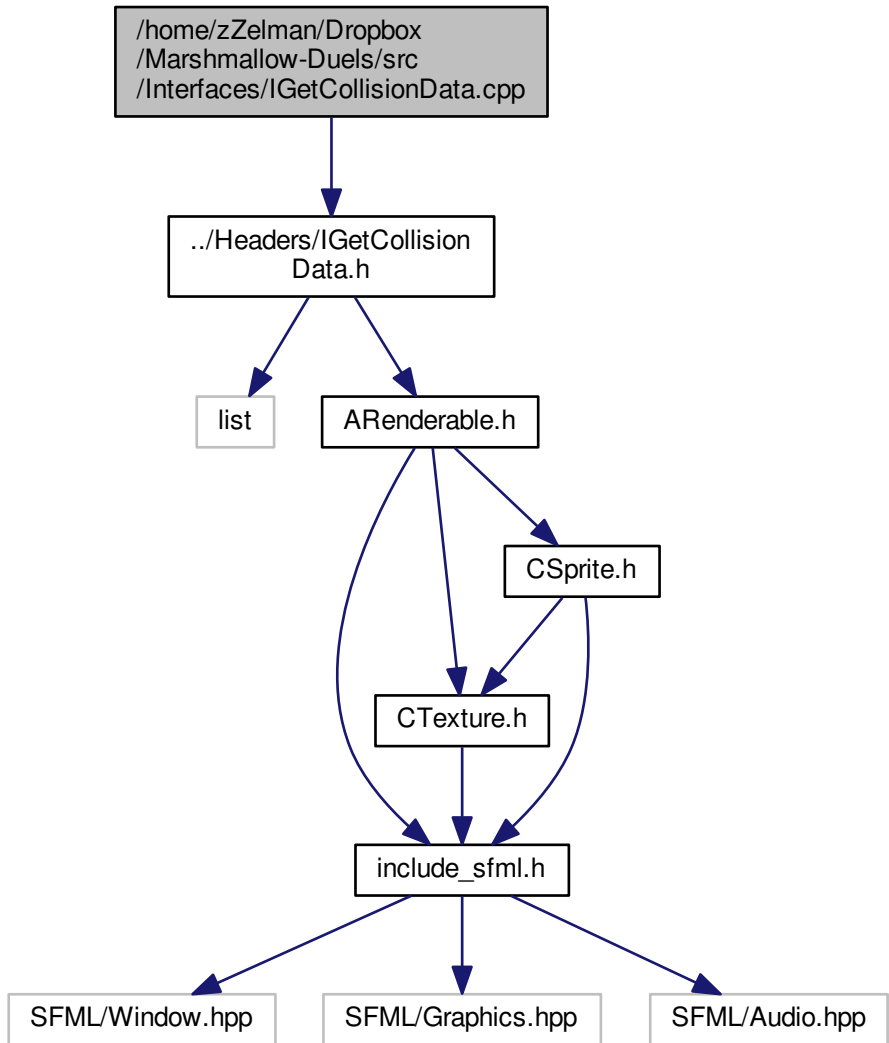 /home/zZelman/Dropbox
/Marshmallow-Duels/src
/Interfaces/IGetCollisionData.cpp
../Headers/IGetCollision
Data.h
list
ARenderable.h
CSprite.h
CTexture.h
include_sfml.h
SFML/Window.hpp
SFML/Graphics.hpp
SFML/Audio.hpp